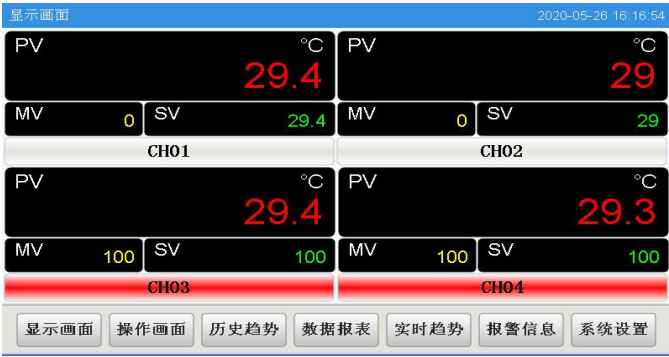 显示画面 2020-05-26 16:16:54
PV °C PV °C
29.4 29
MV 0 SV 29.4 MV 0 SV 29
CH01 CH02
PV °C PV °C
29.4 29.3
MV 100 SV 100 MV 100 SV 100
CH03 CH04
显示画面 操作画面 历史趋势 数据报表 实时趋势 报警信息 系统设置